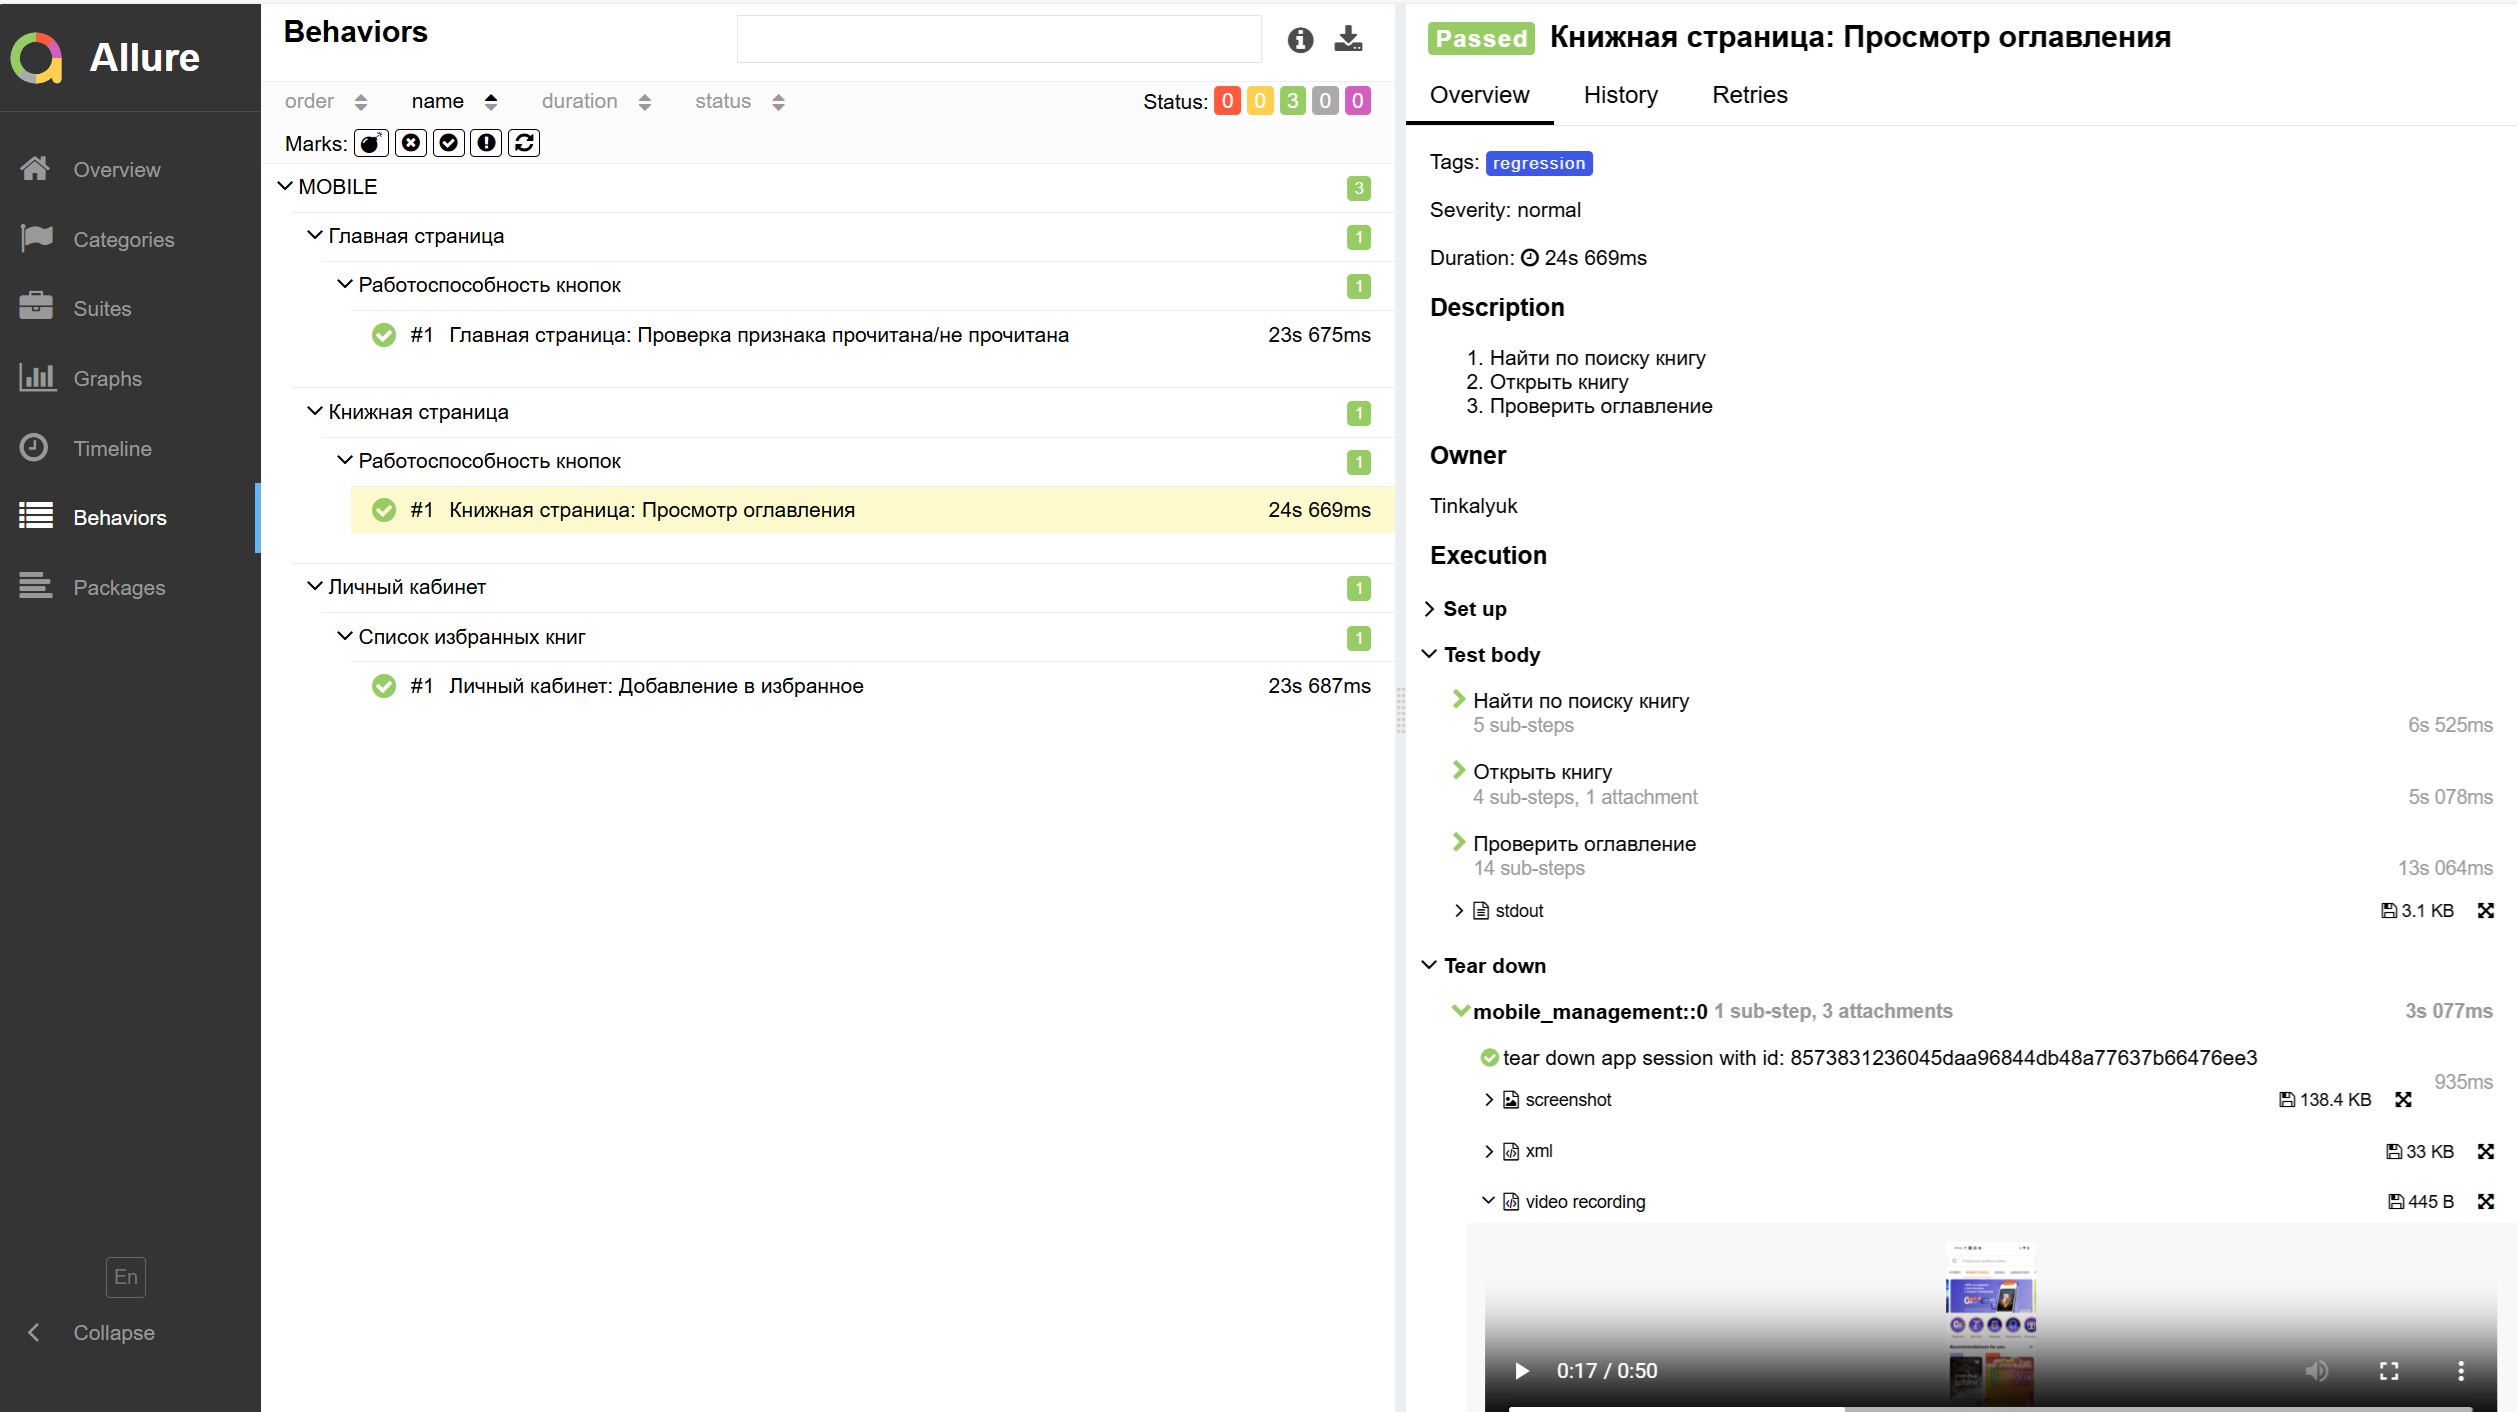 Allure
Overview
Categories
Suites
Graphs
Timeline
Behaviors
Packages
En
Collapse
Behaviors
order name duration status
Status: 0 0 3 0 0
Marks:
MOBILE 3
Главная страница 1
Работоспособность кнопок 1
#1 Главная страница: Проверка признака прочитана/не прочитана 23s 675ms
Книжная страница 1
Работоспособность кнопок 1
#1 Книжная страница: Просмотр оглавления 24s 669ms
Личный кабинет 1
Список избранных книг 1
#1 Личный кабинет: Добавление в избранное 23s 687ms
Passed Книжная страница: Просмотр оглавления
Overview History Retries
Tags: regression
Severity: normal
Duration: 24s 669ms
Description
1. Найти по поиску книгу
2. Открыть книгу
3. Проверить оглавление
Owner
Tinkalyuk
Execution
Set up
Test body
Найти по поиску книгу
5 sub-steps 6s 525ms
Открыть книгу
4 sub-steps, 1 attachment 5s 078ms
Проверить оглавление
14 sub-steps 13s 064ms
stdout 3.1 KB
Tear down
mobile_management::0 1 sub-step, 3 attachments 3s 077ms
tear down app session with id: 8573831236045daa96844db48a77637b66476ee3
935ms
screenshot 138.4 KB
xml 33 KB
video recording 445 B
Recommendations for you
0:17 / 0:50